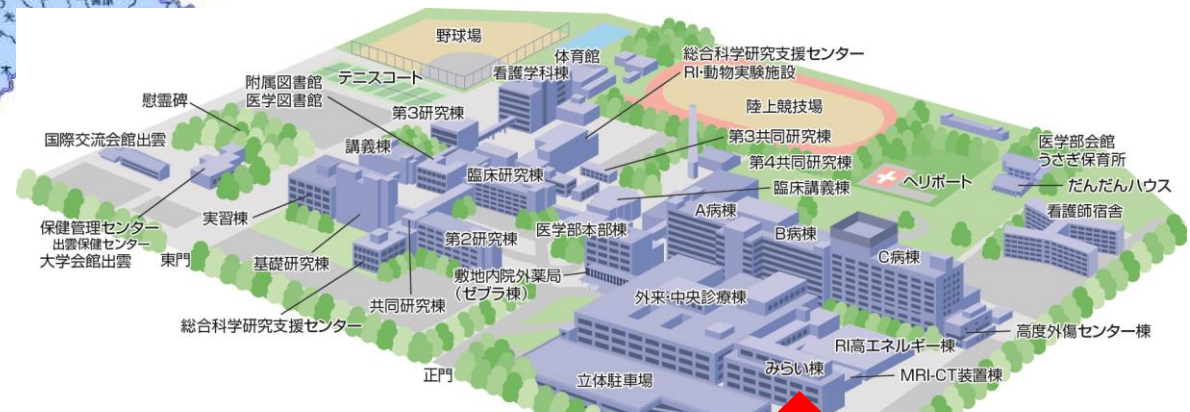 野球場
体育館
総合科学研究支援センター
RI・動物実験施設
附属図書館
医学図書館
テニスコート
看護学科棟
陸上競技場
慰霊碑
第3研究棟
国際交流会館出雲
講義棟
第3共同研究棟
医学部会館
うさぎ保育所
臨床研究棟
第4共同研究棟
ヘリポート
だんだんハウス
臨床講義棟
実習棟
A病棟
看護師宿舎
保健管理センター
出雲保健センター
大学会館出雲
東門
基礎研究棟
第2研究棟
医学部本部棟
B病棟
C病棟
敷地内院外薬局
（ゼブラ棟）
外来・中央診療棟
共同研究棟
総合科学研究支援センター
高度外傷センター棟
RI高エネルギー棟
正門
立体駐車場
みらい棟
MRI-CT装置棟